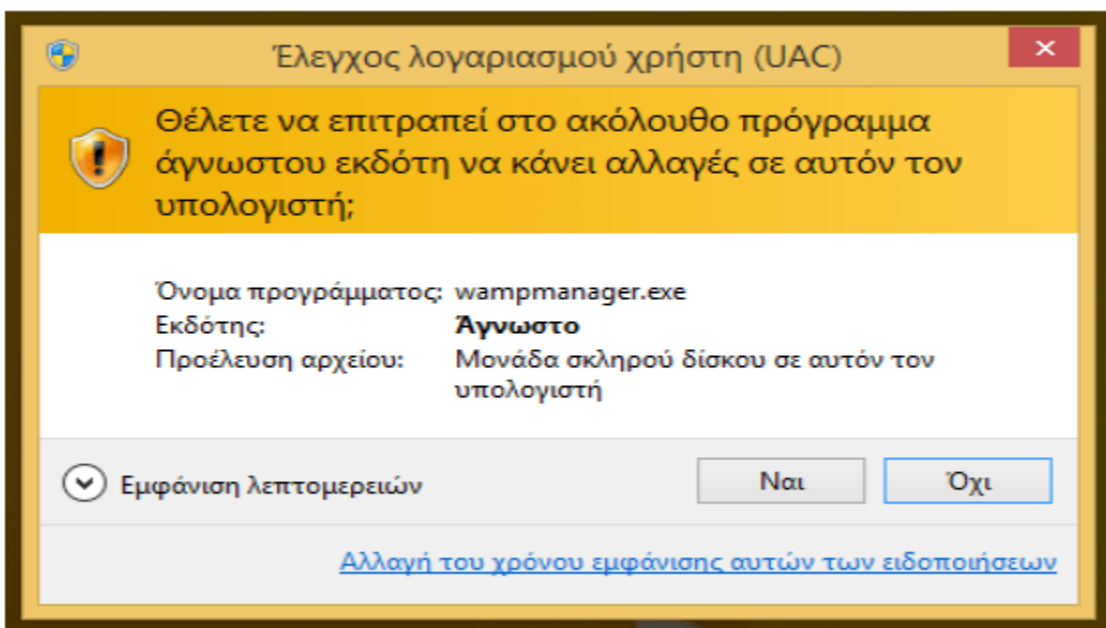 Έλεγχος λογαριασμού χρήστη (UAC)
Θέλετε να επιτραπεί στο ακόλουθο πρόγραμμα
άγνωστου εκδότη να κάνει αλλαγές σε αυτόν τον
υπολογιστή;
Όνομα προγράμματος: wampmanager.exe
Εκδότης: Άγνωστο
Προέλευση αρχείου: Μονάδα σκληρού δίσκου σε αυτόν τον
υπολογιστή
Εμφάνιση λεπτομερειών Ναι Όχι
Αλλαγή του χρόνου εμφάνισης αυτών των ειδοποιήσεων